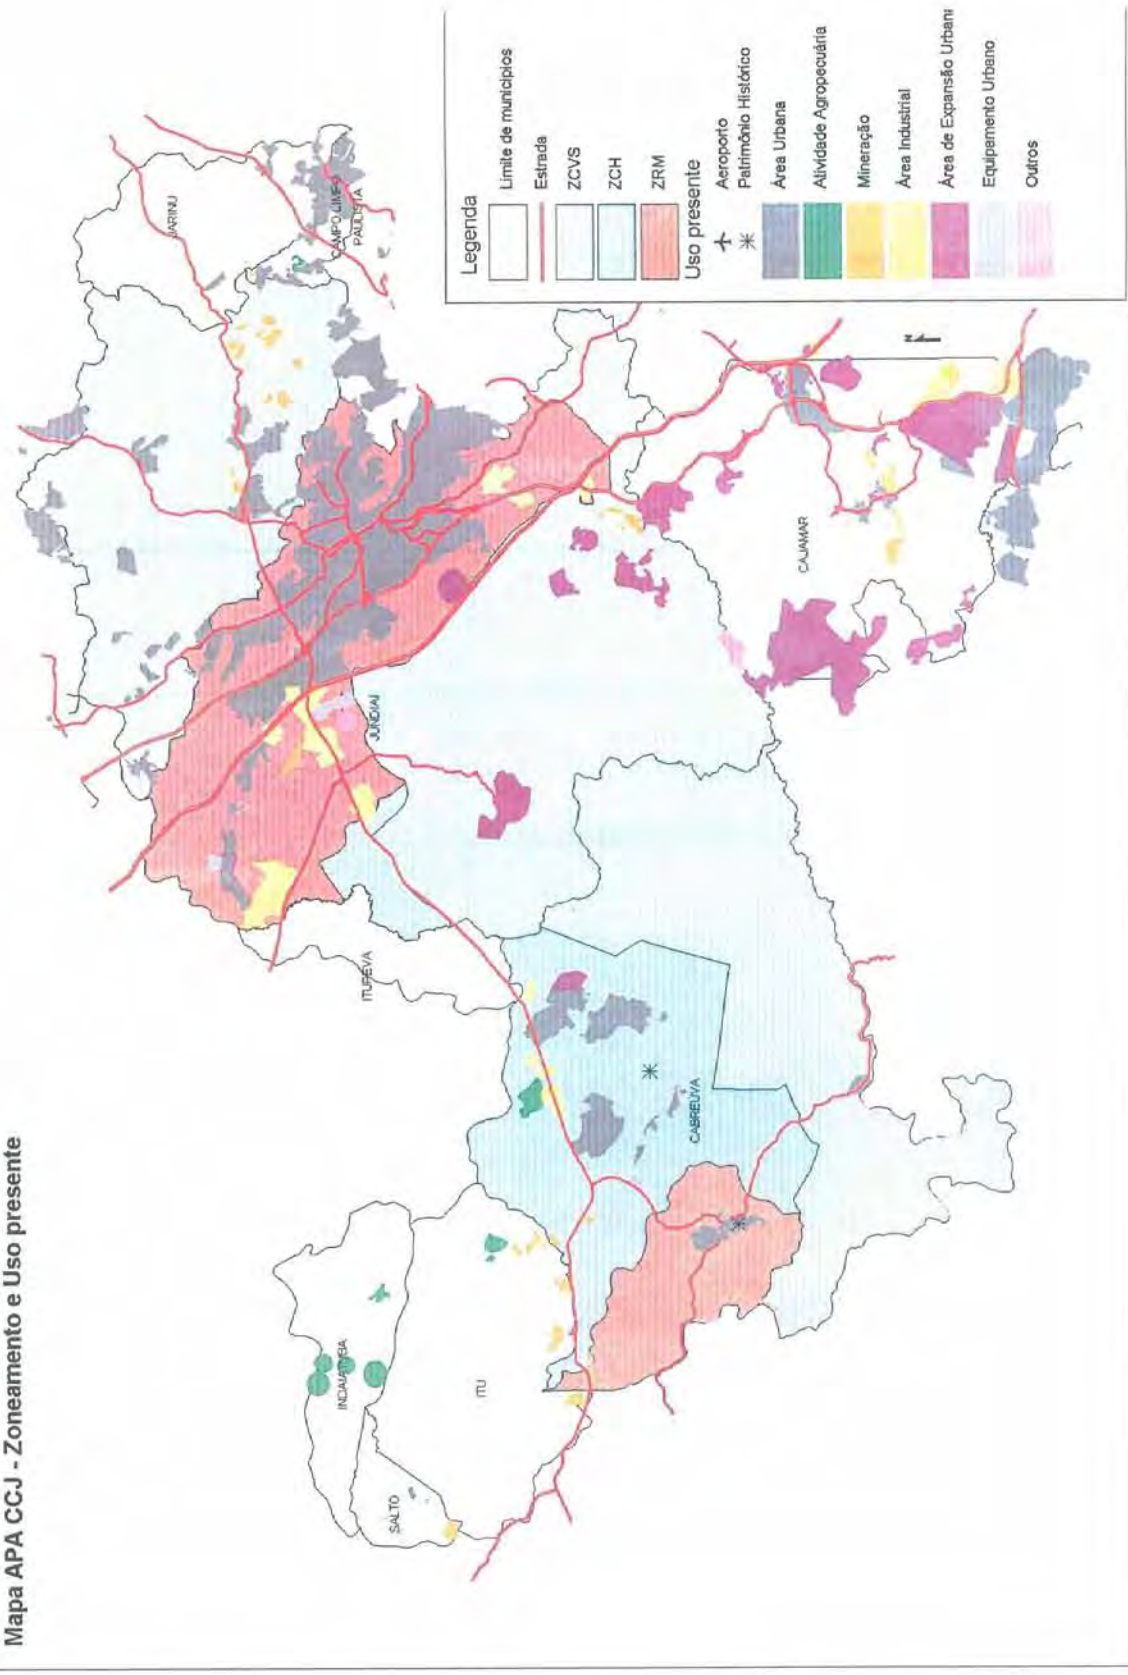 Mapa APA CCJ - Zoneamento e Uso presente
JARINU
CAMPO LIMPO
PAULISTA
ITUPEVA
JUNDIAÍ
INDAIATUBA
SALTO
ITU
CABREÚVA
CAJAMAR
N
Legenda
Limite de municípios
Estrada
ZCVS
ZCH
ZRM
Uso presente
Aeroporto
Patrimônio Histórico
Área Urbana
Atividade Agropecuária
Mineração
Área Industrial
Área de Expansão Urbana
Equipamento Urbano
Outros